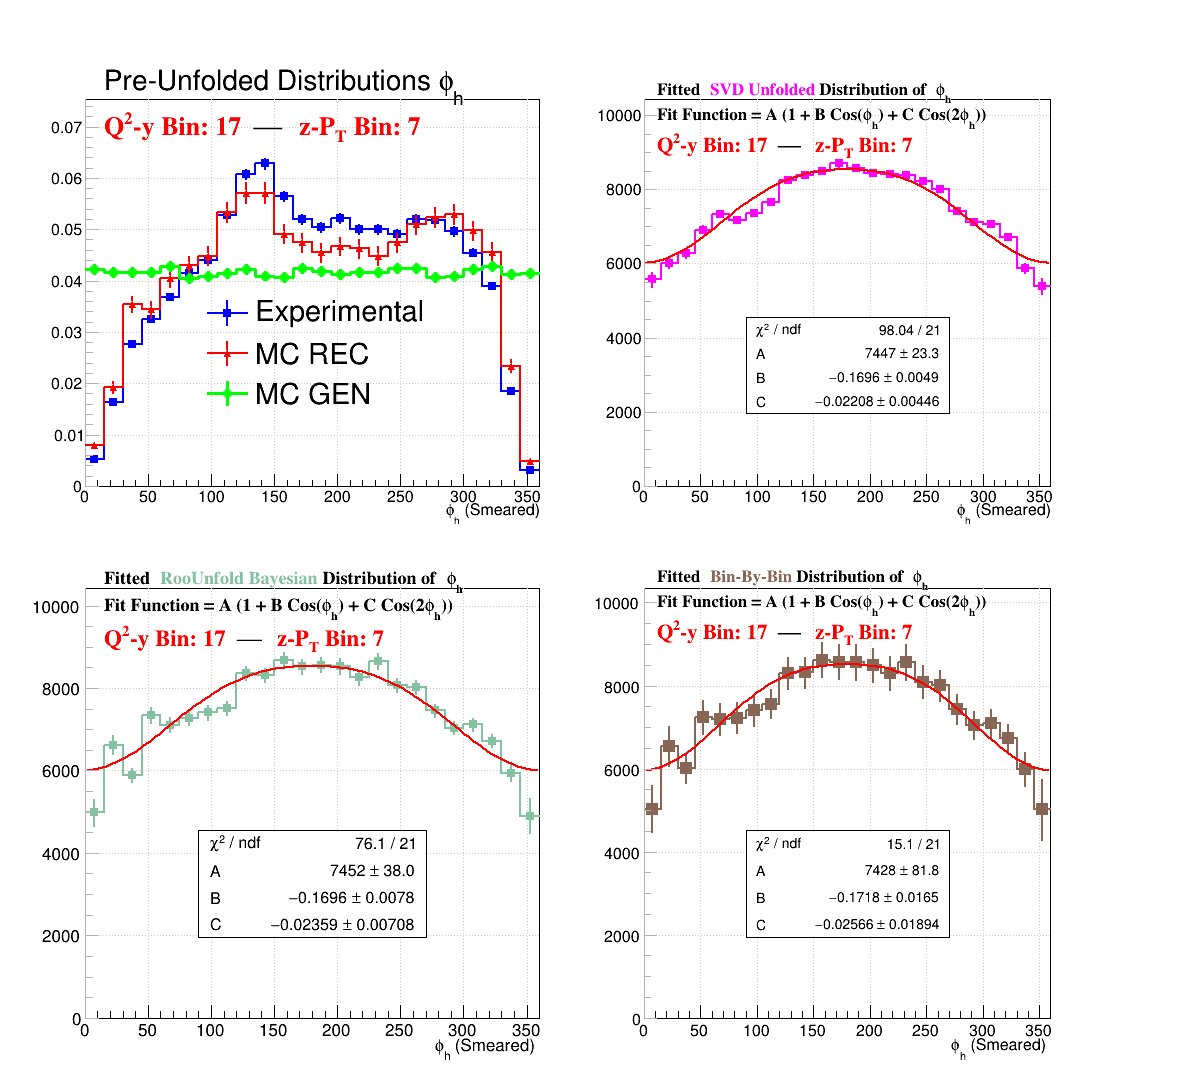 Pre-Unfolded Distributions ϕh
Q2-y Bin: 17 — z-PT Bin: 7
0.07
0.06
0.05
0.04
0.03
0.02
0.01
0
Experimental
MC REC
MC GEN
0 50 100 150 200 250 300 350
ϕh (Smeared)
Fitted SVD Unfolded Distribution of ϕh
Fit Function = A (1 + B Cos(ϕh) + C Cos(2ϕh))
Q2-y Bin: 17 — z-PT Bin: 7
10000
8000
6000
4000
2000
0
χ2 / ndf 98.04 / 21
A 7447 ± 23.3
B −0.1696 ± 0.0049
C −0.02208 ± 0.00446
0 50 100 150 200 250 300 350
ϕh (Smeared)
Fitted RooUnfold Bayesian Distribution of ϕh
Fit Function = A (1 + B Cos(ϕh) + C Cos(2ϕh))
Q2-y Bin: 17 — z-PT Bin: 7
10000
8000
6000
4000
2000
0
χ2 / ndf 76.1 / 21
A 7452 ± 38.0
B −0.1696 ± 0.0078
C −0.02359 ± 0.00708
0 50 100 150 200 250 300 350
ϕh (Smeared)
Fitted Bin-By-Bin Distribution of ϕh
Fit Function = A (1 + B Cos(ϕh) + C Cos(2ϕh))
Q2-y Bin: 17 — z-PT Bin: 7
10000
8000
6000
4000
2000
0
χ2 / ndf 15.1 / 21
A 7428 ± 81.8
B −0.1718 ± 0.0165
C −0.02566 ± 0.01894
0 50 100 150 200 250 300 350
ϕh (Smeared)